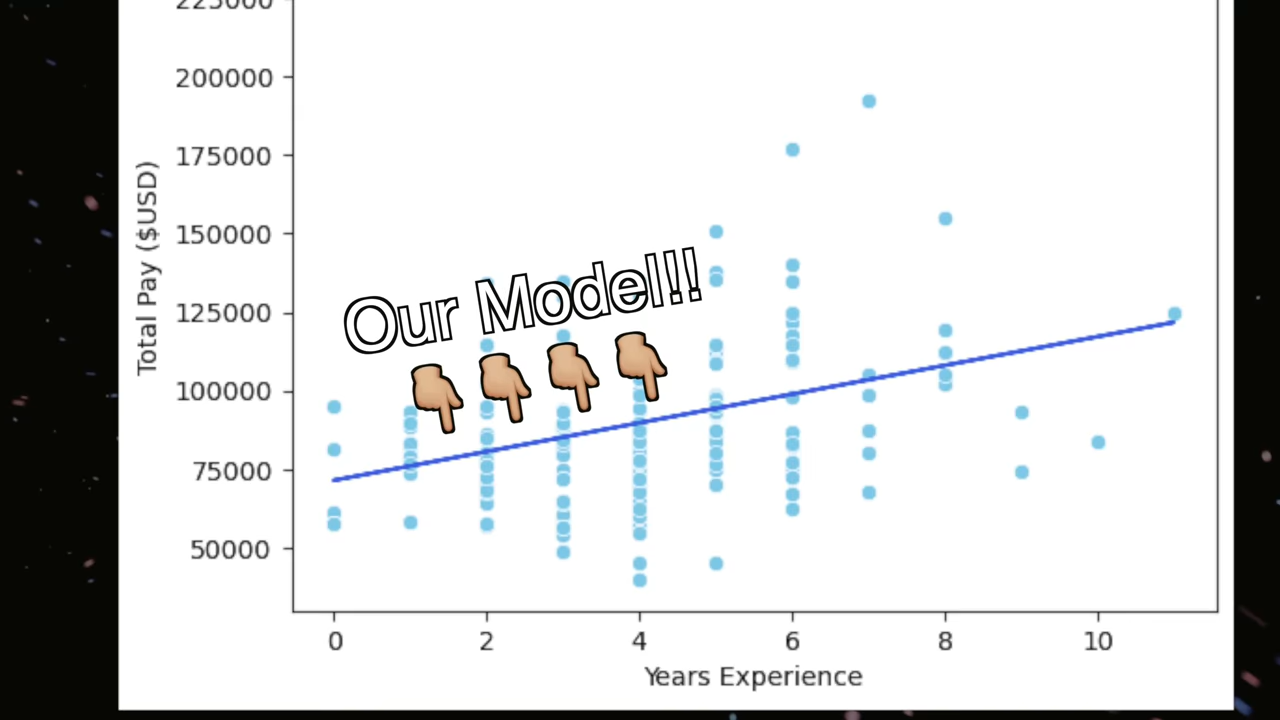 225000
200000
175000
150000
125000
100000
75000
50000
Total Pay ($USD)
Our Model!!
0 2 4 6 8 10
Years Experience